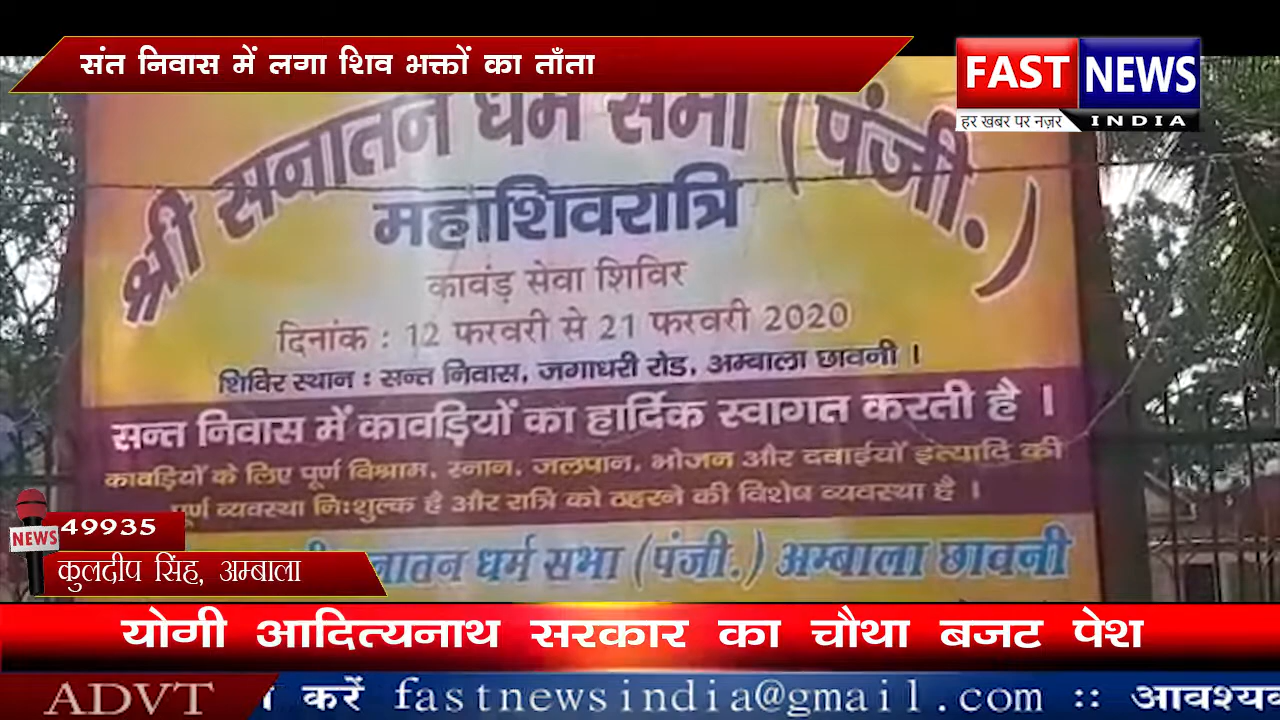 संत निवास में लगा शिव भक्तों का ताँता
FAST NEWS
हर खबर पर नज़र INDIA
श्री सनातन धर्म सभा (पंजी.)
महाशिवरात्रि
कावंड़ सेवा शिविर
दिनांक : 12 फरवरी से 21 फरवरी 2020
शिविर स्थान : सन्त निवास, जगाधरी रोड, अम्बाला छावनी ।
सन्त निवास में कावड़ियों का हार्दिक स्वागत करती है ।
कावड़ियों के लिए पूर्ण विश्राम, स्नान, जलपान, भोजन और दवाईयों इत्यादि की
पूर्ण व्यवस्था निःशुल्क है और रात्रि को ठहरने की विशेष व्यवस्था है ।
धर्म सभा (पंजी.) अम्बाला छावनी
NEWS
49935
कुलदीप सिंह, अम्बाला
योगी आदित्यनाथ सरकार का चौथा बजट पेश
ADVT करें fastnewsindia@gmail.com ::